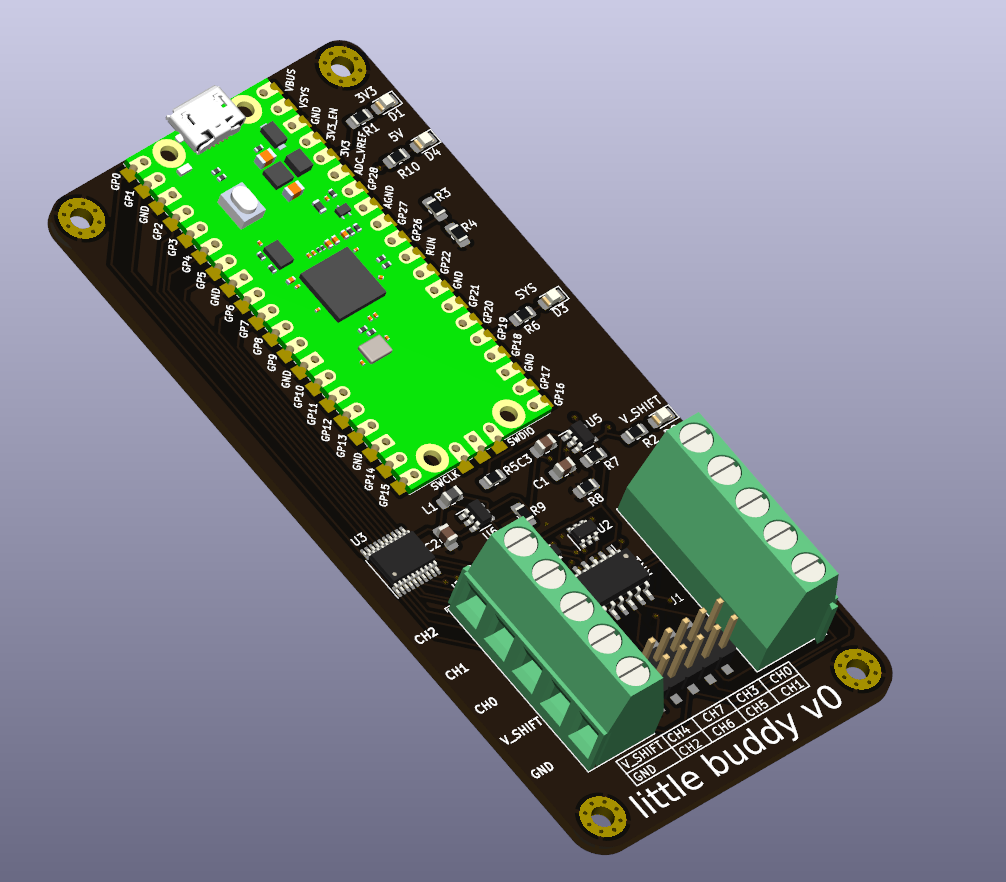 VBUS
VSYS
GND
3V3_EN
3V3
ADC_VREF
GP28
AGND
GP27
GP26
RUN
GP22
GND
GP21
GP20
GP19
GP18
GND
GP17
GP16
GP0
GP1
GND
GP2
GP3
GP4
GP5
GND
GP6
GP7
GP8
GP9
GND
GP10
GP11
GP12
GP13
GND
GP14
GP15
3V3
R1
D1
5V
R10
D4
R3
R4
SYS
R6
D3
SWCLK
SWDIO
V_SHIFT
R2
U5
R5
C3
C1
R7
R8
L1
R9
U6
C2
U2
U3
J1
CH2
CH1
CH0
V_SHIFT
GND
V_SHIFT CH4 CH7 CH3 CH0
GND CH2 CH6 CH5 CH1
little buddy v0